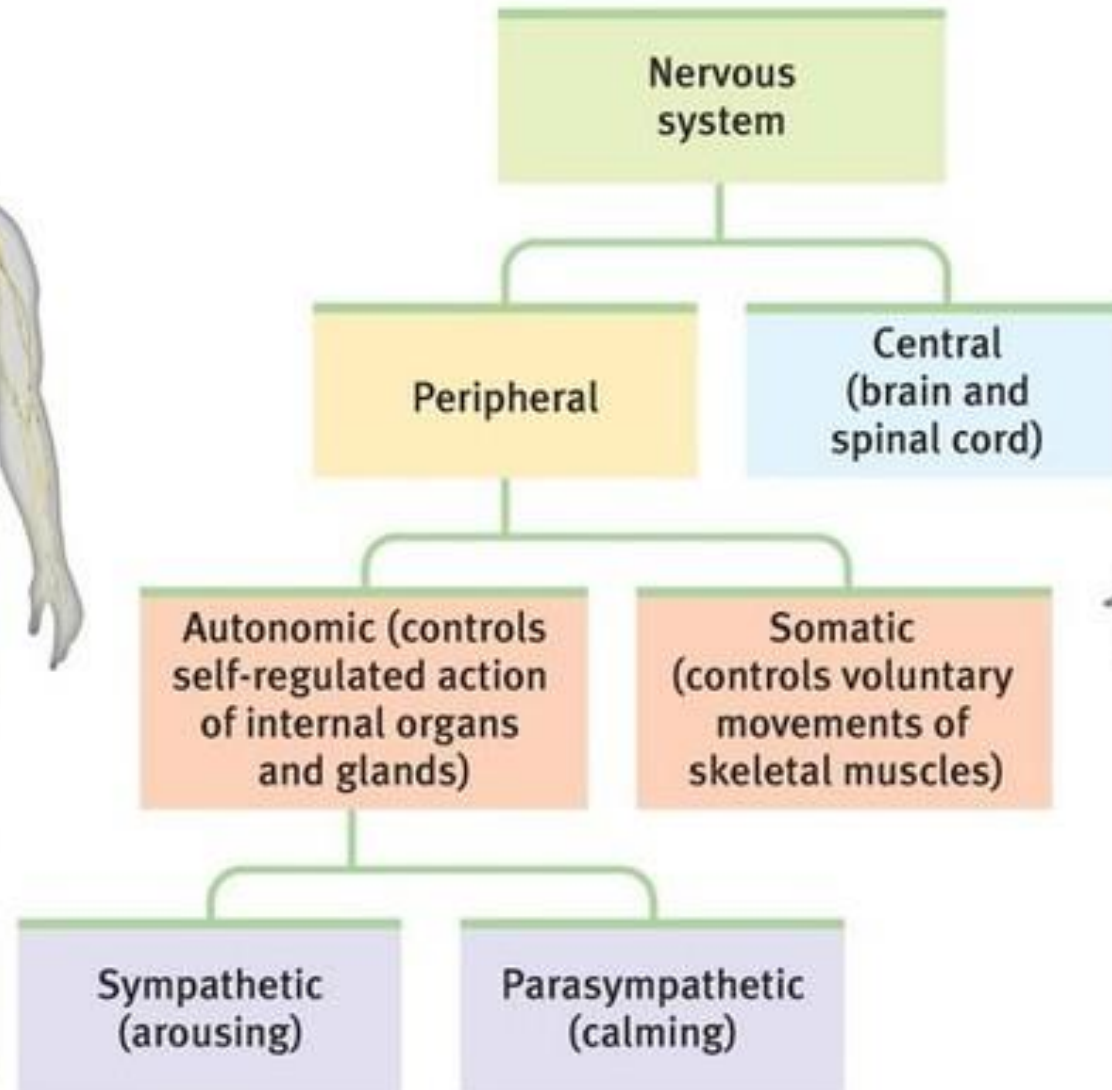 Nervous
system
Peripheral
Central
(brain and
spinal cord)
Autonomic (controls
self-regulated action
of internal organs
and glands)
Somatic
(controls voluntary
movements of
skeletal muscles)
Sympathetic
(arousing)
Parasympathetic
(calming)